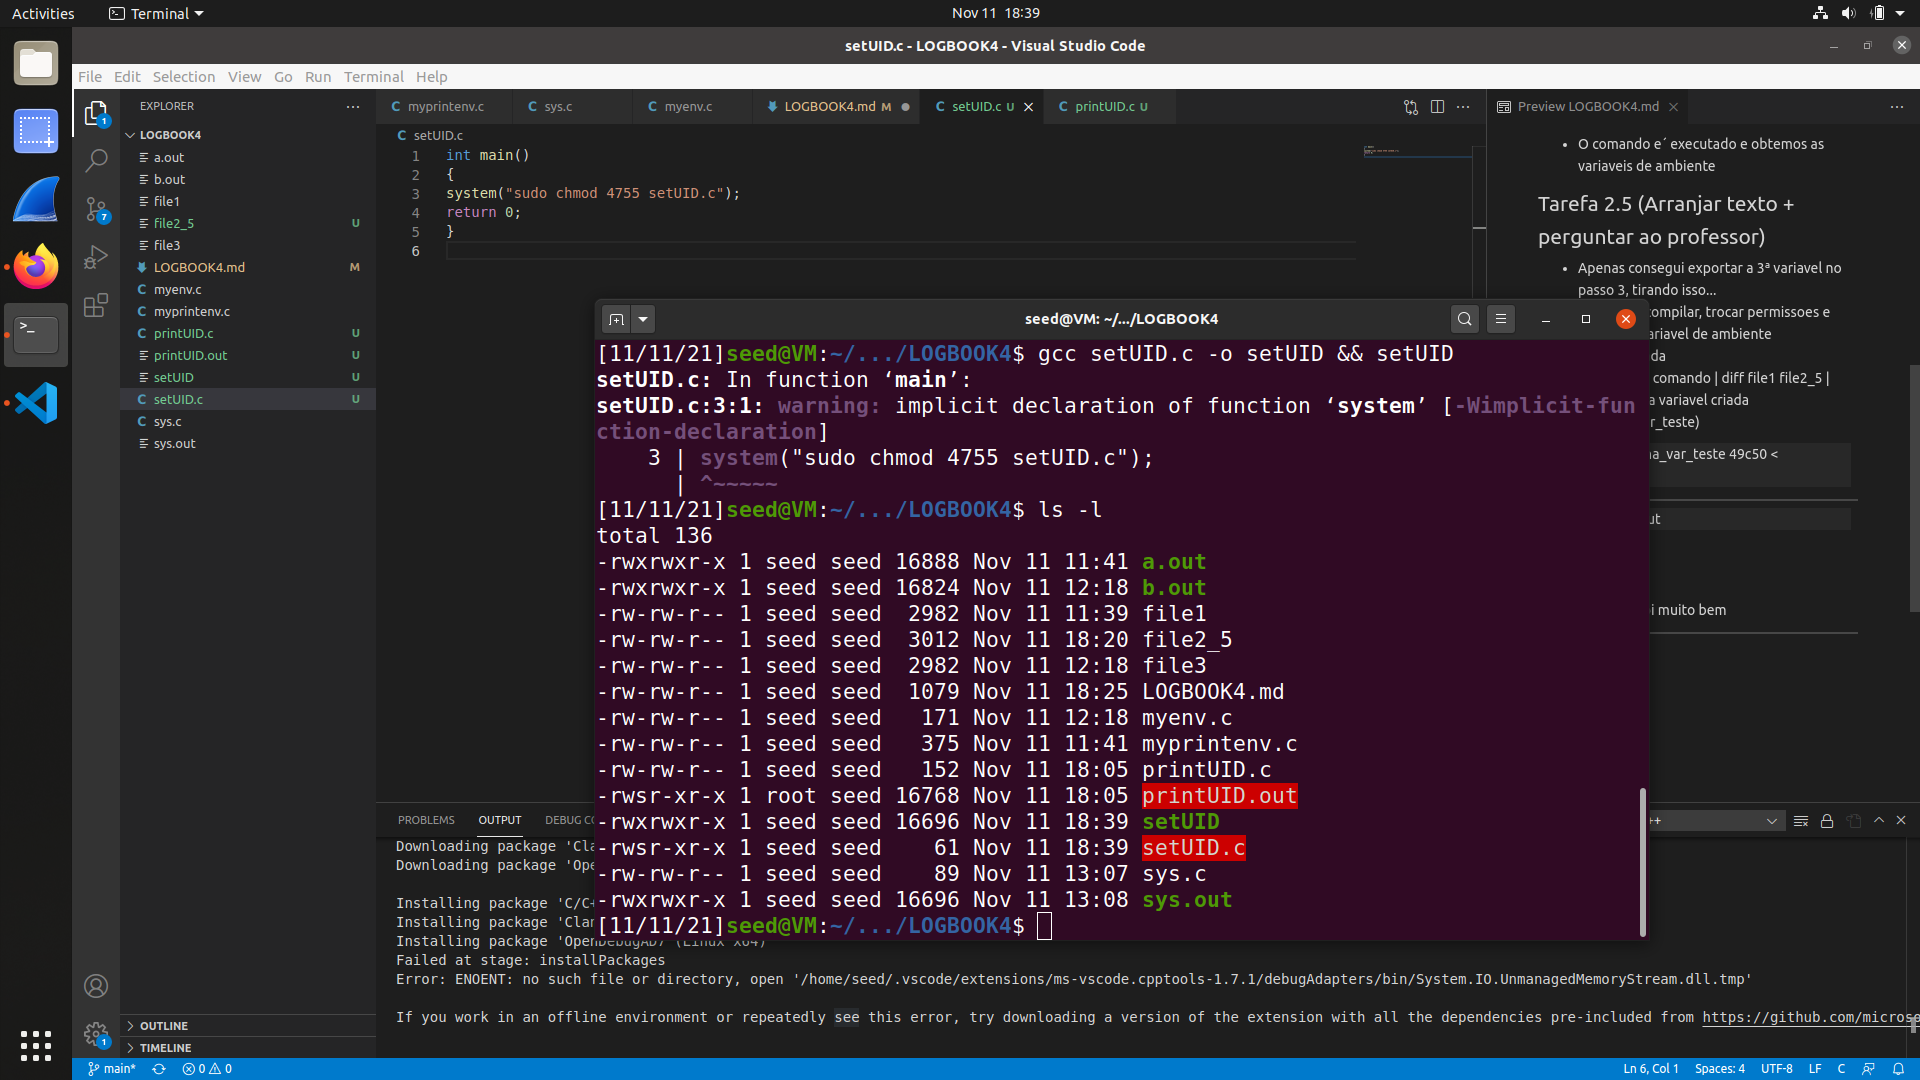 Activities
Terminal
Nov 11 18:39
setUID.c - LOGBOOK4 - Visual Studio Code
File Edit Selection View Go Run Terminal Help
EXPLORER
LOGBOOK4
a.out
b.out
file1
file2_5 U
file3
LOGBOOK4.md M
myenv.c
myprintenv.c
printUID.c U
printUID.out U
setUID U
setUID.c U
sys.c
sys.out
OUTLINE
TIMELINE
1
7
1
myprintenv.c
sys.c
myenv.c
LOGBOOK4.md M
setUID.c U
printUID.c U
setUID.c
1 int main()
2 {
3 system("sudo chmod 4755 setUID.c");
4 return 0;
5 }
6
Preview LOGBOOK4.md
• O comando e´ executado e obtemos as
variaveis de ambiente
Tarefa 2.5 (Arranjar texto +
perguntar ao professor)
• Apenas consegui exportar a 3ª variavel no
passo 3, tirando isso...
ompilar, trocar permissoes e
ariavel de ambiente
da
comando | diff file1 file2_5 |
a variavel criada
r_teste)
na_var_teste 49c50 <
ut
i muito bem
seed@VM: ~/.../LOGBOOK4
[11/11/21]seed@VM:~/.../LOGBOOK4$ gcc setUID.c -o setUID && setUID
setUID.c: In function ‘main’:
setUID.c:3:1: warning: implicit declaration of function ‘system’ [-Wimplicit-fun
ction-declaration]
3 | system("sudo chmod 4755 setUID.c");
| ^~~~~~
[11/11/21]seed@VM:~/.../LOGBOOK4$ ls -l
total 136
-rwxrwxr-x 1 seed seed 16888 Nov 11 11:41 a.out
-rwxrwxr-x 1 seed seed 16824 Nov 11 12:18 b.out
-rw-rw-r-- 1 seed seed 2982 Nov 11 11:39 file1
-rw-rw-r-- 1 seed seed 3012 Nov 11 18:20 file2_5
-rw-rw-r-- 1 seed seed 2982 Nov 11 12:18 file3
-rw-rw-r-- 1 seed seed 1079 Nov 11 18:25 LOGBOOK4.md
-rw-rw-r-- 1 seed seed 171 Nov 11 12:18 myenv.c
-rw-rw-r-- 1 seed seed 375 Nov 11 11:41 myprintenv.c
-rw-rw-r-- 1 seed seed 152 Nov 11 18:05 printUID.c
-rwsr-xr-x 1 root seed 16768 Nov 11 18:05 printUID.out
-rwxrwxr-x 1 seed seed 16696 Nov 11 18:39 setUID
-rwsr-xr-x 1 seed seed 61 Nov 11 18:39 setUID.c
-rw-rw-r-- 1 seed seed 89 Nov 11 13:07 sys.c
-rwxrwxr-x 1 seed seed 16696 Nov 11 13:08 sys.out
[11/11/21]seed@VM:~/.../LOGBOOK4$
PROBLEMS OUTPUT DEBUG CO
++
Downloading package 'Cla
Downloading package 'Ope
Installing package 'C/C+
Installing package 'Clan
Installing package 'OpenDebugAD7 (Linux x64)
Failed at stage: installPackages
Error: ENOENT: no such file or directory, open '/home/seed/.vscode/extensions/ms-vscode.cpptools-1.7.1/debugAdapters/bin/System.IO.UnmanagedMemoryStream.dll.tmp'
If you work in an offline environment or repeatedly see this error, try downloading a version of the extension with all the dependencies pre-included from https://github.com/microso
main* 0 0
Ln 6, Col 1 Spaces: 4 UTF-8 LF C